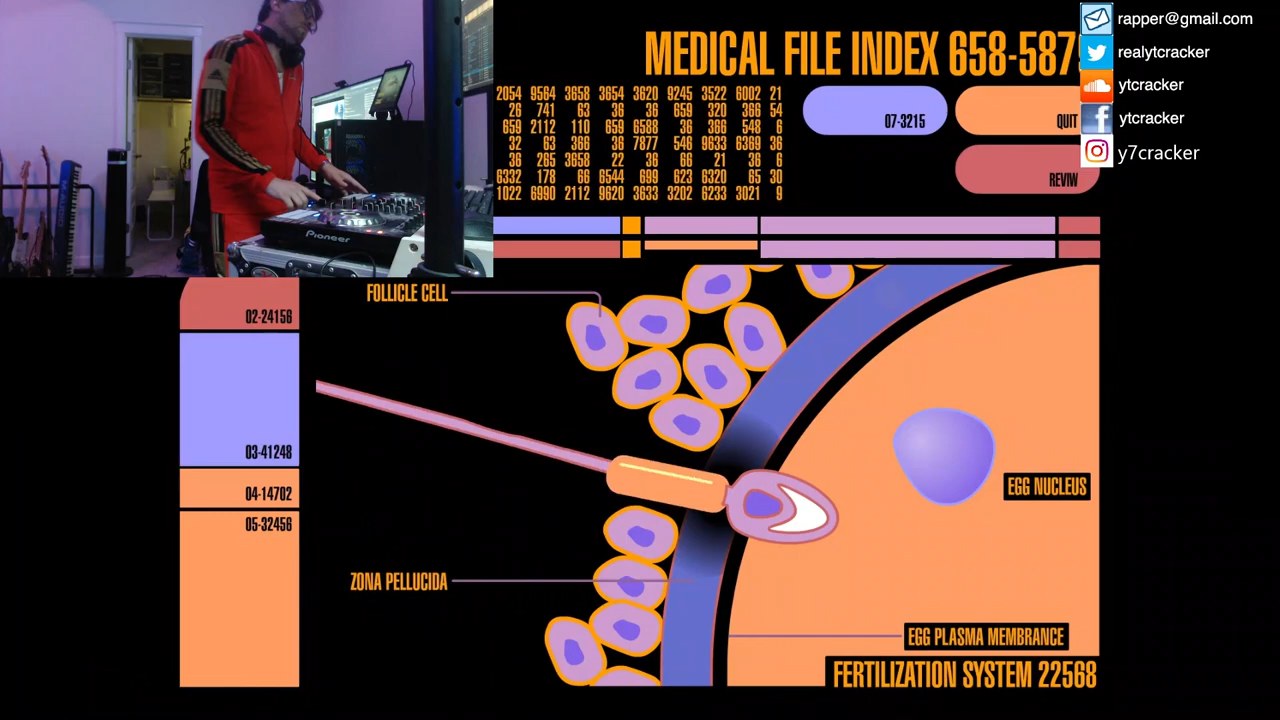 MEDICAL FILE INDEX 658-587
rapper@gmail.com
realytcracker
ytcracker
ytcracker
y7cracker
2054 9564 3658 3654 3620 9245 3522 6002 21
26 741 63 36 36 659 320 366 54
659 2112 110 659 6588 36 366 548 6
32 63 366 36 7877 546 9633 6369 36
36 265 3658 22 36 66 21 36 6
6332 178 66 6544 699 623 6320 65 30
1022 6990 2112 9620 3633 3202 6233 3021 9
07-3215
QUIT
REVIW
Pioneer
FOLLICLE CELL
02-24156
03-41248
04-14702
05-32456
EGG NUCLEUS
ZONA PELLUCIDA
EGG PLASMA MEMBRANCE
FERTILIZATION SYSTEM 22568